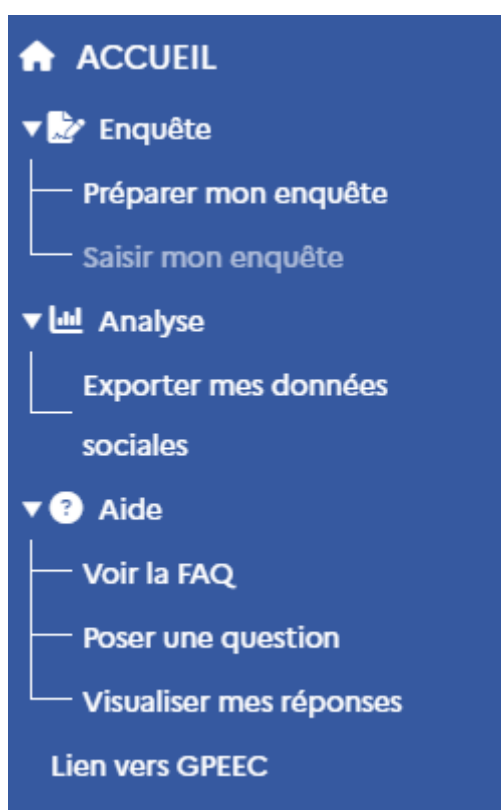 ACCUEIL
Enquête
Préparer mon enquête
Saisir mon enquête
Analyse
Exporter mes données
sociales
? Aide
Voir la FAQ
Poser une question
Visualiser mes réponses
Lien vers GPEEC